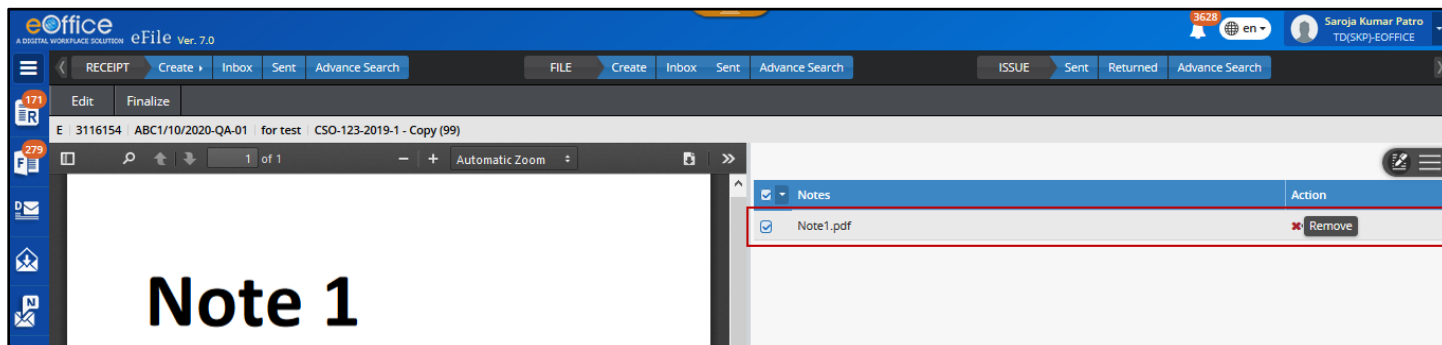 eOffice
A DIGITAL WORKPLACE SOLUTION eFile Ver. 7.0
3628
en
Saroja Kumar Patro
TD(SKP)-EOFFICE
RECEIPT Create Inbox Sent Advance Search FILE Create Inbox Sent Advance Search ISSUE Sent Returned Advance Search
171
R
Edit Finalize
E 3116154 ABC1/10/2020-QA-01 for test CSO-123-2019-1 - Copy (99)
279
F
1 of 1 Automatic Zoom
Notes Action
D
Note1.pdf Remove
N
Note 1